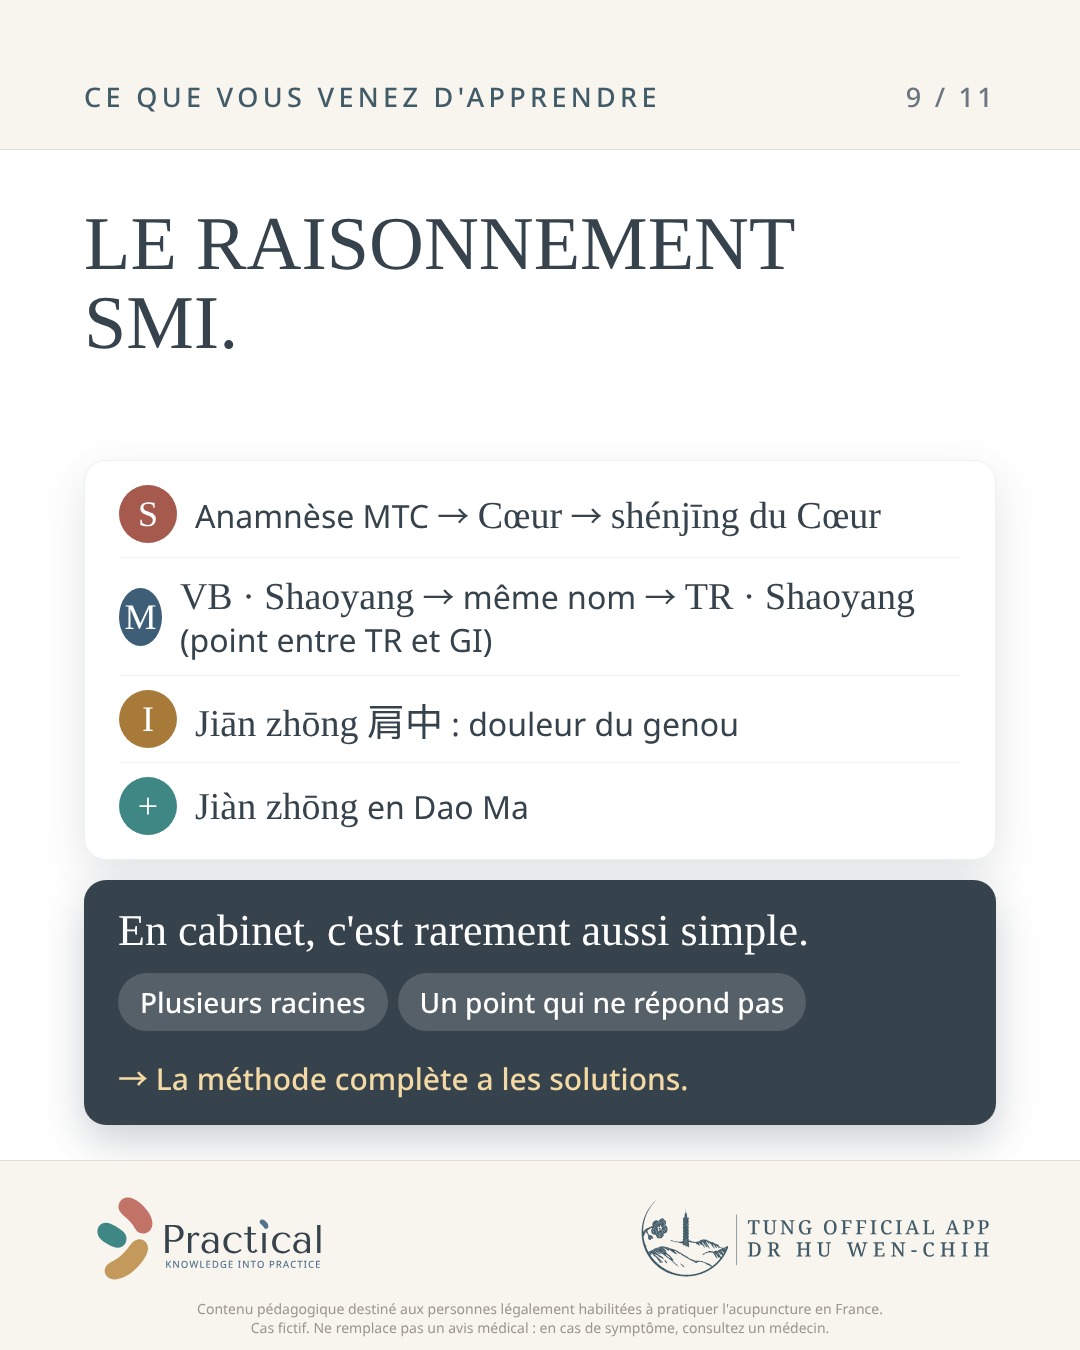 CE QUE VOUS VENEZ D'APPRENDRE
9 / 11
LE RAISONNEMENT
SMI.
S
Anamnèse MTC → Cœur → shénjīng du Cœur
M
VB · Shaoyang → même nom → TR · Shaoyang
(point entre TR et GI)
I
Jiān zhōng 肩中 : douleur du genou
+
Jiàn zhōng en Dao Ma
En cabinet, c'est rarement aussi simple.
Plusieurs racines
Un point qui ne répond pas
→ La méthode complète a les solutions.
Practical
KNOWLEDGE INTO PRACTICE
TUNG OFFICIAL APP
DR HU WEN-CHIH
Contenu pédagogique destiné aux personnes légalement habilitées à pratiquer l'acupuncture en France.
Cas fictif. Ne remplace pas un avis médical : en cas de symptôme, consultez un médecin.